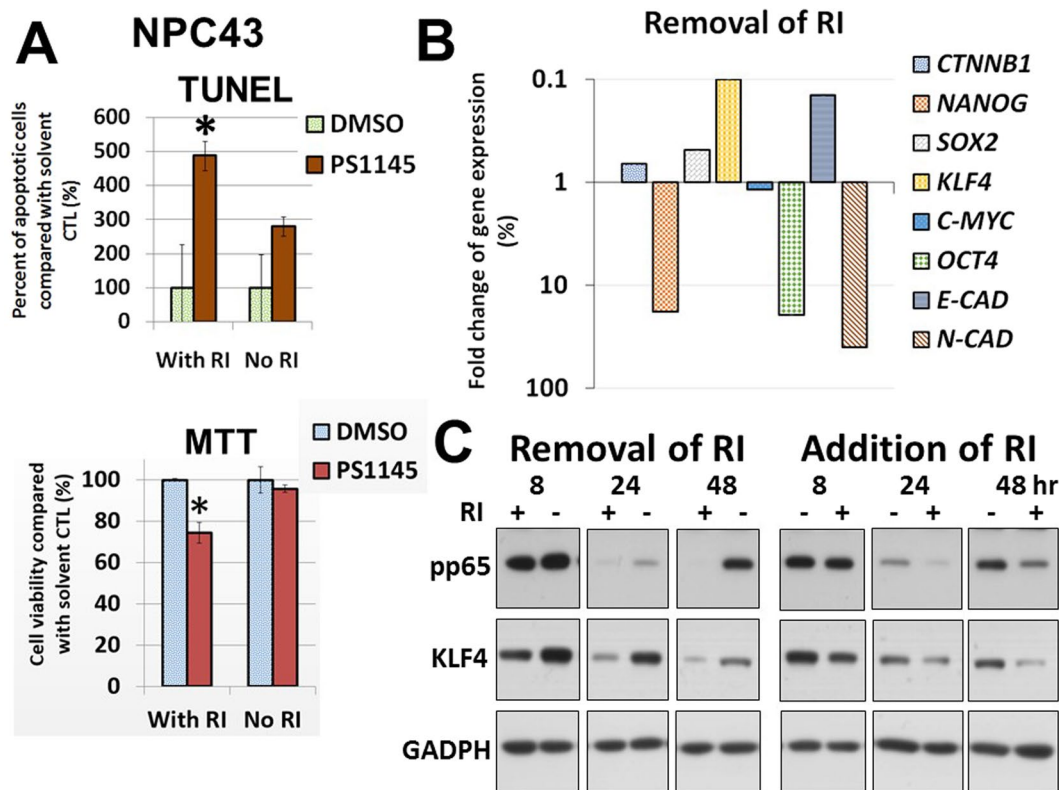 A
NPC43
TUNEL
Percent of apoptotic cells
compared with solvent
CTL (%)
600
500
400
300
200
100
0
*
DMSO
PS1145
With RI
No RI
MTT
Cell viability compared
with solvent CTL (%)
100
80
60
40
20
0
*
DMSO
PS1145
With RI
No RI
B
Removal of RI
Fold change of gene expression
(%)
0.1
1
10
100
CTNNB1
NANOG
SOX2
KLF4
C-MYC
OCT4
E-CAD
N-CAD
C
Removal of RI
Addition of RI
8 24 48 8 24 48 hr
RI + - + - + - - + - + - +
pp65
KLF4
GADPH